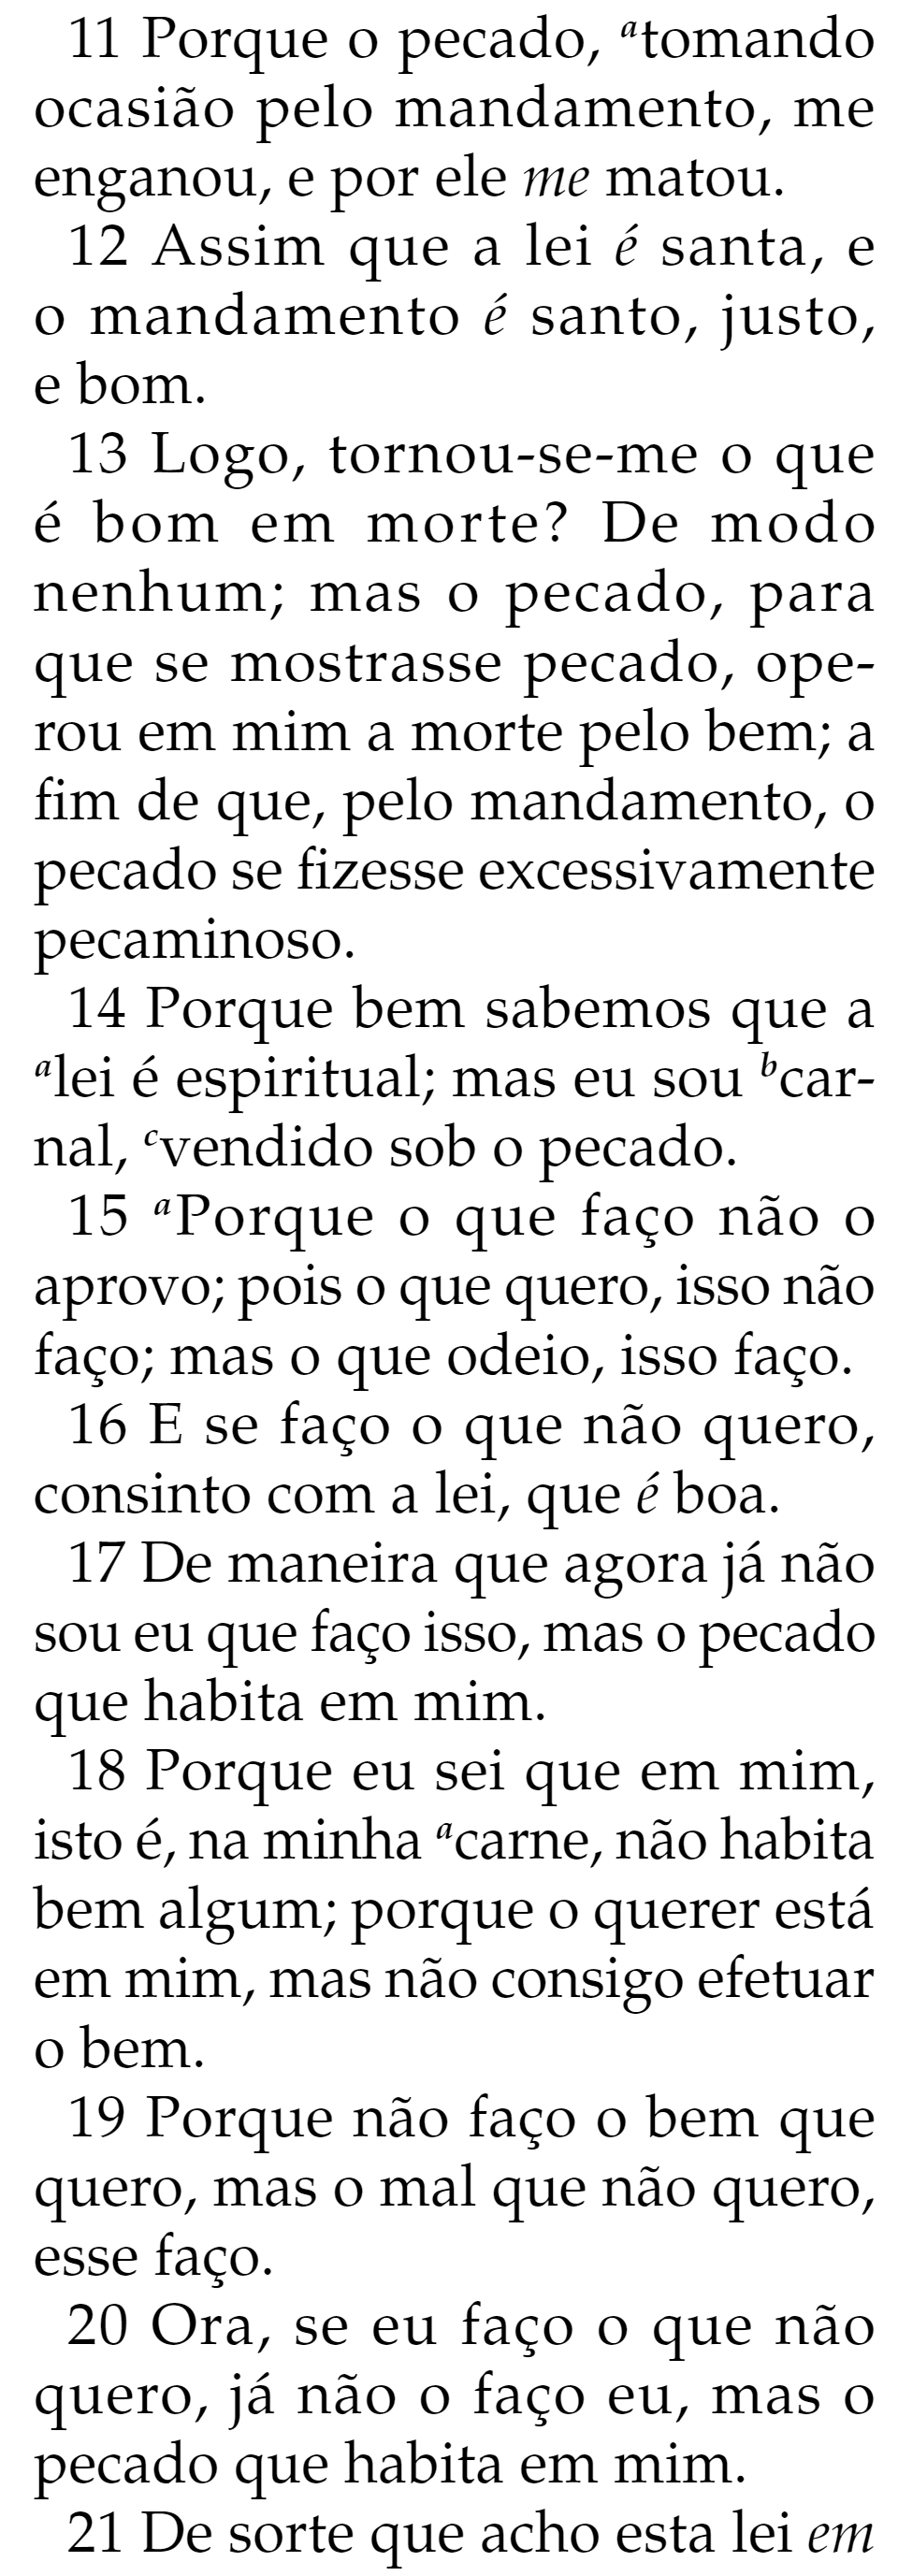 11 Porque o pecado, ᵃtomando
ocasião pelo mandamento, me
enganou, e por ele me matou.
12 Assim que a lei é santa, e
o mandamento é santo, justo,
e bom.
13 Logo, tornou-se-me o que
é bom em morte? De modo
nenhum; mas o pecado, para
que se mostrasse pecado, ope-
rou em mim a morte pelo bem; a
fim de que, pelo mandamento, o
pecado se fizesse excessivamente
pecaminoso.
14 Porque bem sabemos que a
ᵃlei é espiritual; mas eu sou ᵇcar-
nal, ᶜvendido sob o pecado.
15 ᵃPorque o que faço não o
aprovo; pois o que quero, isso não
faço; mas o que odeio, isso faço.
16 E se faço o que não quero,
consinto com a lei, que é boa.
17 De maneira que agora já não
sou eu que faço isso, mas o pecado
que habita em mim.
18 Porque eu sei que em mim,
isto é, na minha ᵃcarne, não habita
bem algum; porque o querer está
em mim, mas não consigo efetuar
o bem.
19 Porque não faço o bem que
quero, mas o mal que não quero,
esse faço.
20 Ora, se eu faço o que não
quero, já não o faço eu, mas o
pecado que habita em mim.
21 De sorte que acho esta lei em